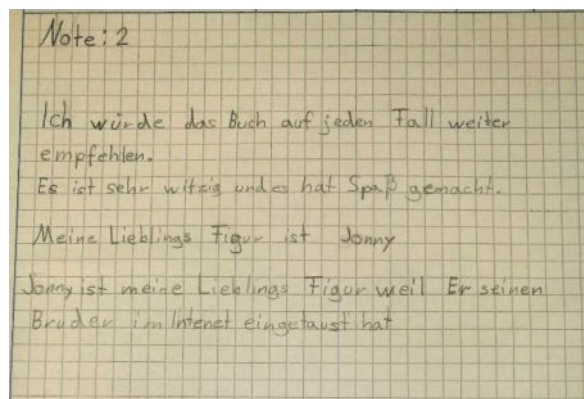 Note: 2
Ich würde das Buch auf jeden Fall weiter
empfehlen.
Es ist sehr witzig und es hat Spaß gemacht.
Meine Lieblings Figur ist Jonny
Jonny ist meine Lieblings Figur weil Er seinen
Bruder im Intenet eingetaust hat